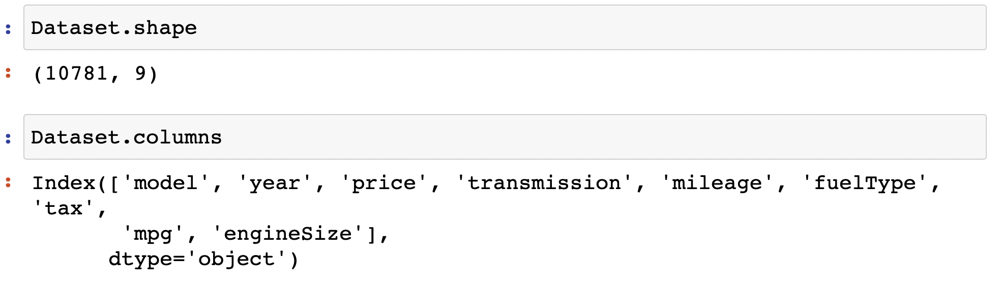 : Dataset.shape
: (10781, 9)
: Dataset.columns
: Index(['model', 'year', 'price', 'transmission', 'mileage', 'fuelType',
'tax',
'mpg', 'engineSize'],
dtype='object')